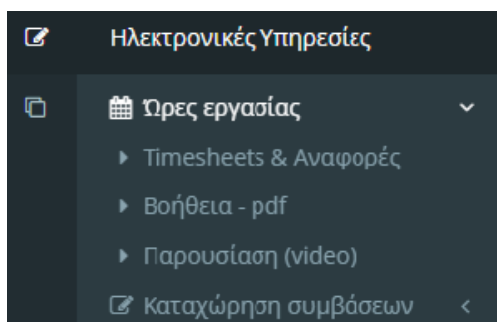 Ηλεκτρονικές Υπηρεσίες
Ώρες εργασίας
Timesheets & Αναφορές
Βοήθεια - pdf
Παρουσίαση (video)
Καταχώρηση συμβάσεων